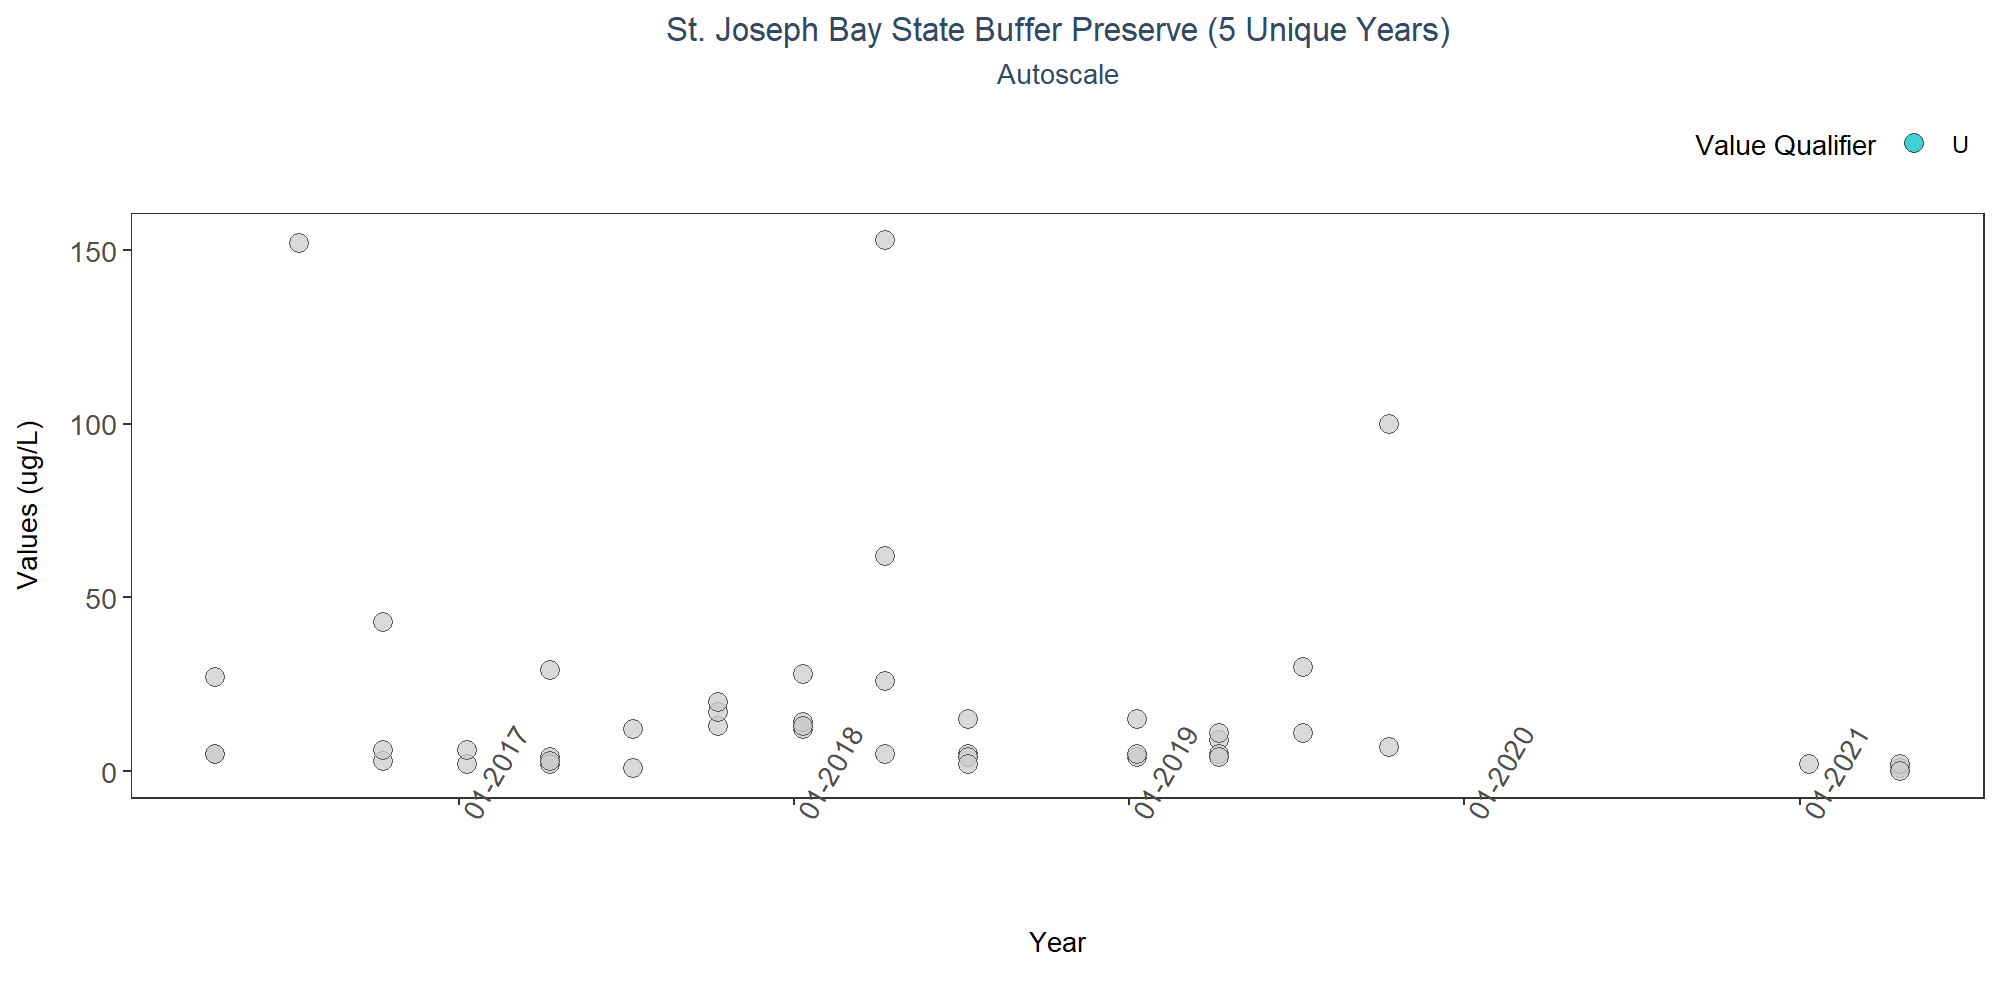 St. Joseph Bay State Buffer Preserve (5 Unique Years)
Autoscale
Value Qualifier U
150
100
50
0
Values (ug/L)
01-2017
01-2018
01-2019
01-2020
01-2021
Year